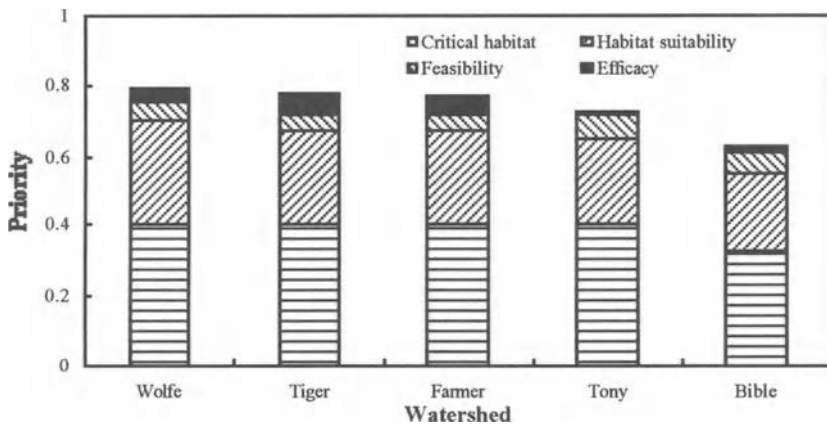 1
0.8
0.6
0.4
0.2
0
Priority
Critical habitat Habitat suitability
Feasibility Efficacy
Wolfe Tiger Farmer Tony Bible
Watershed